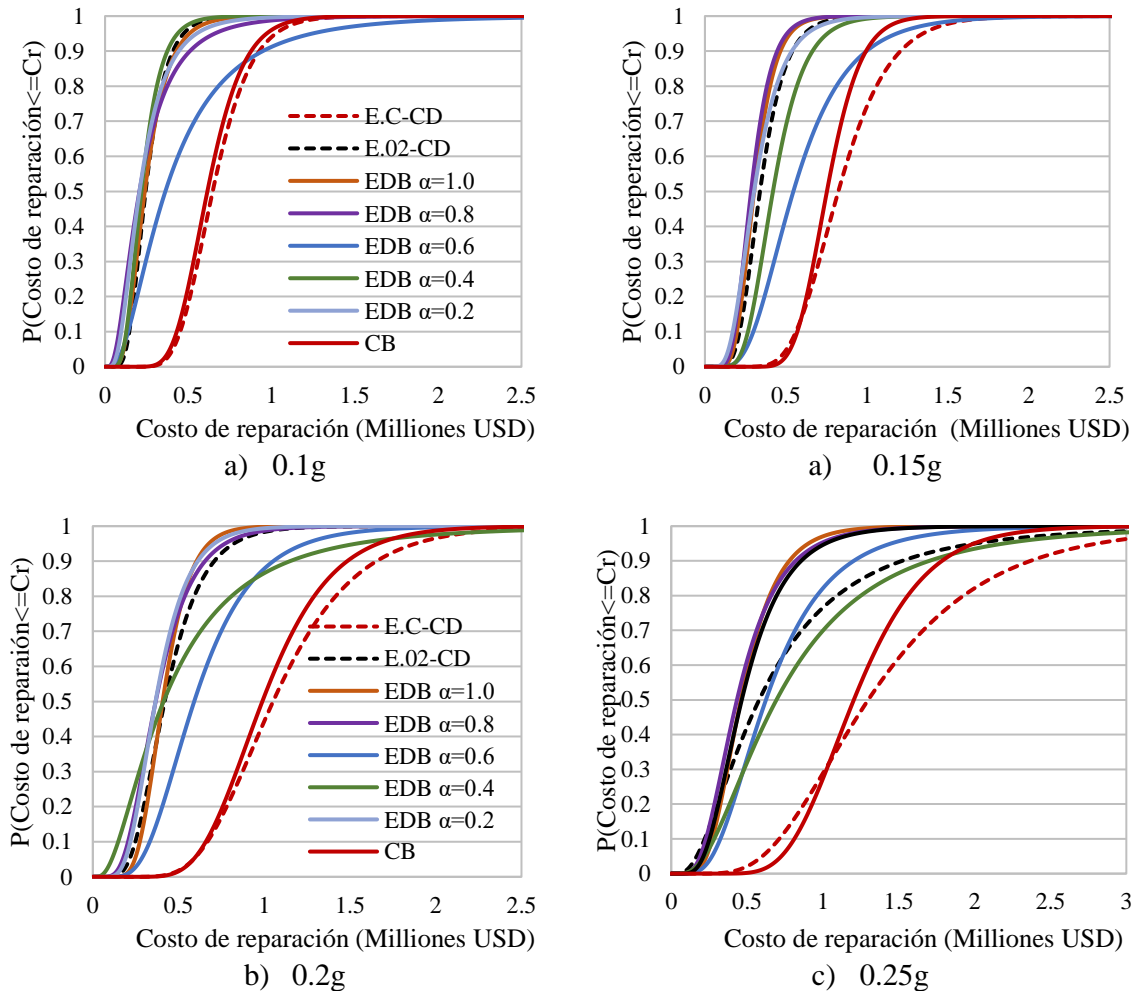 P(Costo de reparación<=Cr)
1
0.9
0.8
0.7
0.6
0.5
0.4
0.3
0.2
0.1
0
E.C-CD
E.02-CD
EDB α=1.0
EDB α=0.8
EDB α=0.6
EDB α=0.4
EDB α=0.2
CB
0 0.5 1 1.5 2 2.5
Costo de reparación (Milliones USD)
a) 0.1g
P(Costo de reperación<=Cr)
1
0.9
0.8
0.7
0.6
0.5
0.4
0.3
0.2
0.1
0
0 0.5 1 1.5 2 2.5
Costo de reparación (Milliones USD)
a) 0.15g
P(Costo de reparaión<=Cr)
1
0.9
0.8
0.7
0.6
0.5
0.4
0.3
0.2
0.1
0
E.C-CD
E.02-CD
EDB α=1.0
EDB α=0.8
EDB α=0.6
EDB α=0.4
EDB α=0.2
CB
0 0.5 1 1.5 2 2.5
Costo de reparación (Milliones USD)
b) 0.2g
P(Costo de reparación<=Cr)
1
0.9
0.8
0.7
0.6
0.5
0.4
0.3
0.2
0.1
0
0 0.5 1 1.5 2 2.5 3
Costo de reparación (Milliones USD)
c) 0.25g